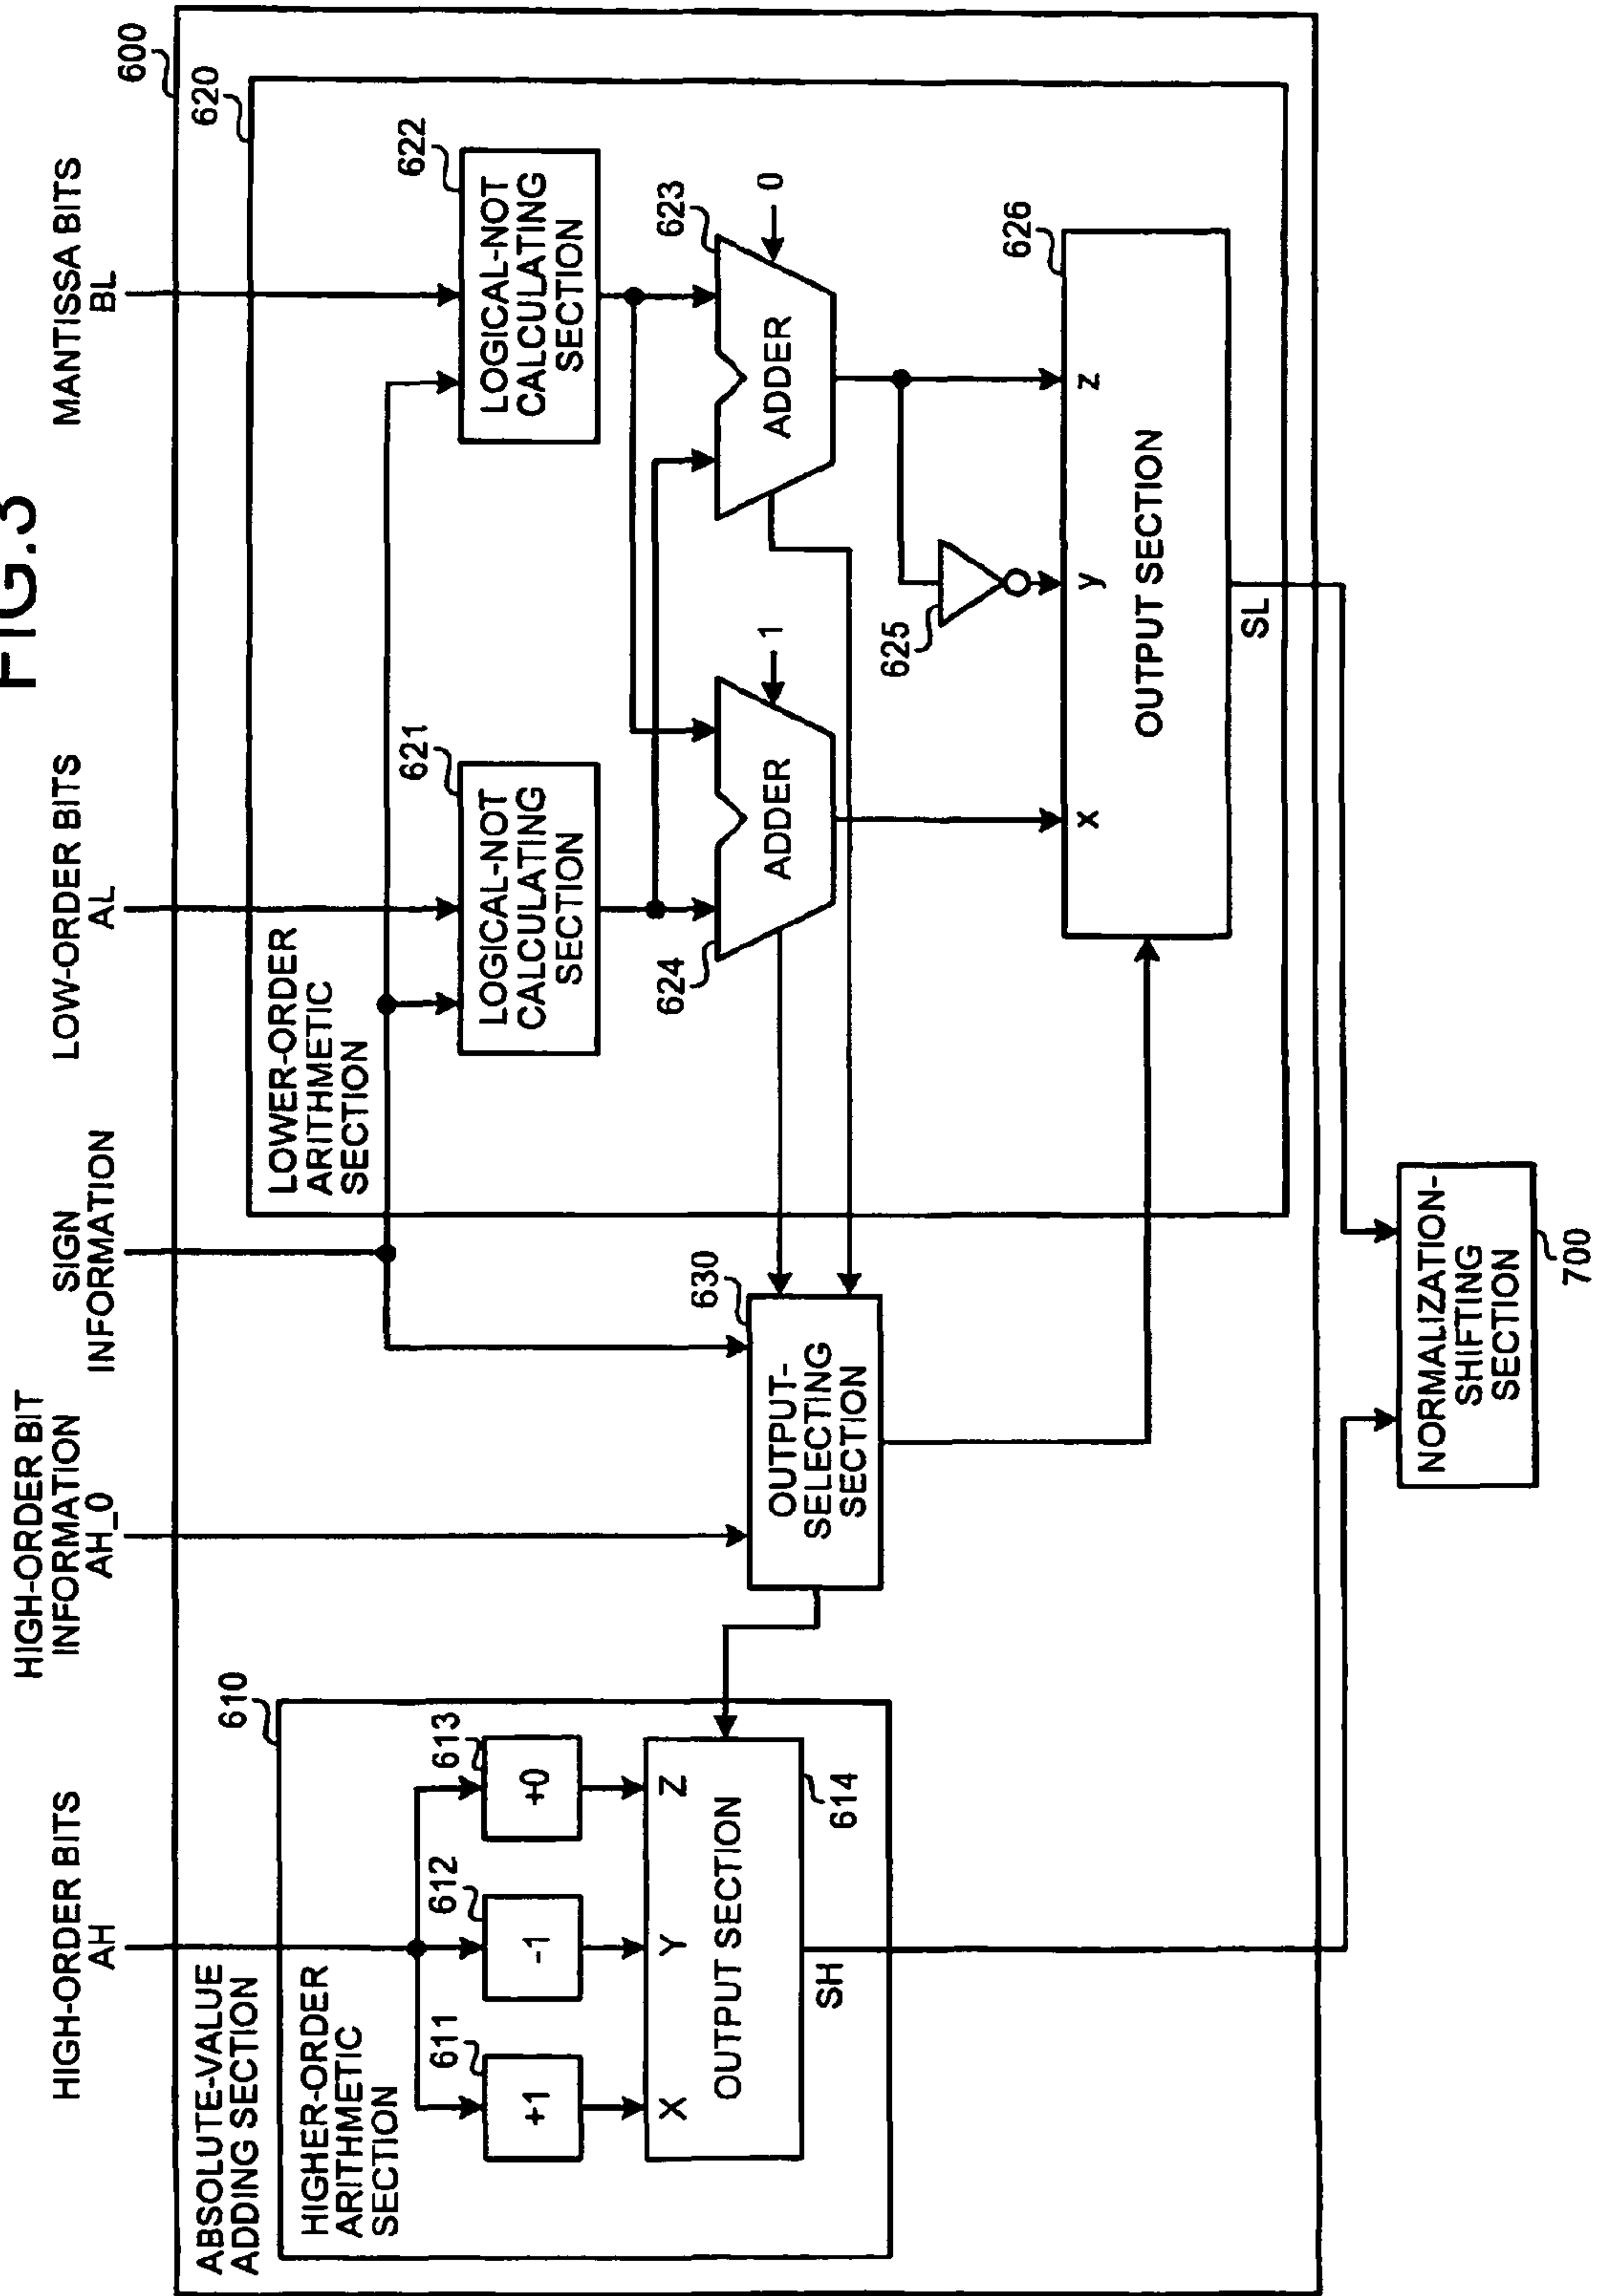 FIG.3
HIGH-ORDER BITS
AH
HIGH-ORDER BIT
INFORMATION
AH_0
SIGN
INFORMATION
LOW-ORDER BITS
AL
MANTISSA BITS
BL
600
ABSOLUTE-VALUE
ADDING SECTION
610
HIGHER-ORDER
ARITHMETIC
SECTION
611
+1
612
-1
613
+0
X
Y
Z
OUTPUT SECTION
614
SH
630
OUTPUT-
SELECTING
SECTION
620
LOWER-ORDER
ARITHMETIC
SECTION
621
LOGICAL-NOT
CALCULATING
SECTION
622
LOGICAL-NOT
CALCULATING
SECTION
624
ADDER
1
623
ADDER
0
625
626
x
y
z
OUTPUT SECTION
SL
NORMALIZATION-
SHIFTING
SECTION
700